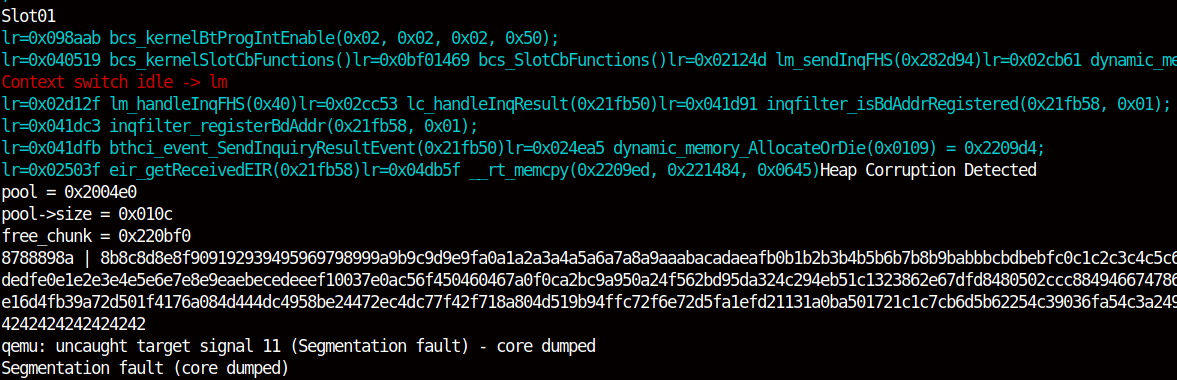 Slot01
lr=0x098aab bcs_kernelBtProgIntEnable(0x02, 0x02, 0x02, 0x50);
lr=0x040519 bcs_kernelSlotCbFunctions()lr=0x0bf01469 bcs_SlotCbFunctions()lr=0x02124d lm_sendInqFHS(0x282d94)lr=0x02cb61 dynamic_me
Context switch idle -> lm
lr=0x02d12f lm_handleInqFHS(0x40)lr=0x02cc53 lc_handleInqResult(0x21fb50)lr=0x041d91 inqfilter_isBdAddrRegistered(0x21fb58, 0x01);
lr=0x041dc3 inqfilter_registerBdAddr(0x21fb58, 0x01);
lr=0x041dfb bthci_event_SendInquiryResultEvent(0x21fb50)lr=0x024ea5 dynamic_memory_AllocateOrDie(0x0109) = 0x2209d4;
lr=0x02503f eir_getReceivedEIR(0x21fb58)lr=0x04db5f __rt_memcpy(0x2209ed, 0x221484, 0x0645)Heap Corruption Detected
pool = 0x2004e0
pool->size = 0x010c
free_chunk = 0x220bf0
8788898a | 8b8c8d8e8f909192939495969798999a9b9c9d9e9fa0a1a2a3a4a5a6a7a8a9aaabacadaeafb0b1b2b3b4b5b6b7b8b9babbbcbdbebfc0c1c2c3c4c5c6
dedfe0e1e2e3e4e5e6e7e8e9eaebecedeeef10037e0ac56f450460467a0f0ca2bc9a950a24f562bd95da324c294eb51c1323862e67dfd8480502ccc884946674786
e16d4fb39a72d501f4176a084d444dc4958be24472ec4dc77f42f718a804d519b94ffc72f6e72d5fa1efd21131a0ba501721c1c7cb6d5b62254c39036fa54c3a249
4242424242424242
qemu: uncaught target signal 11 (Segmentation fault) - core dumped
Segmentation fault (core dumped)